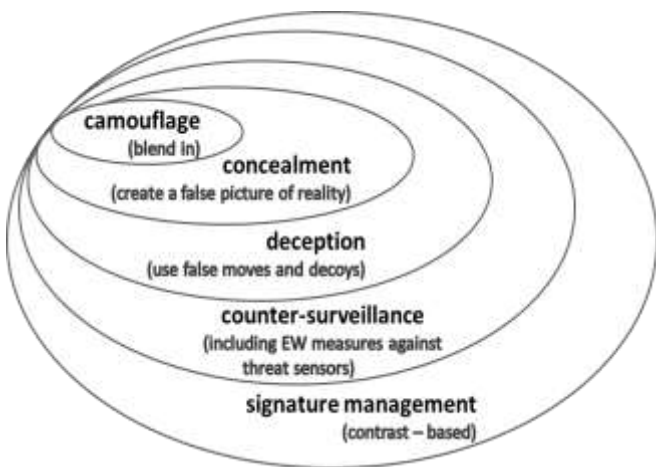 camouflage
(blend in)
concealment
(create a false picture of reality)
deception
(use false moves and decoys)
counter-surveillance
(including EW measures against
threat sensors)
signature management
(contrast – based)